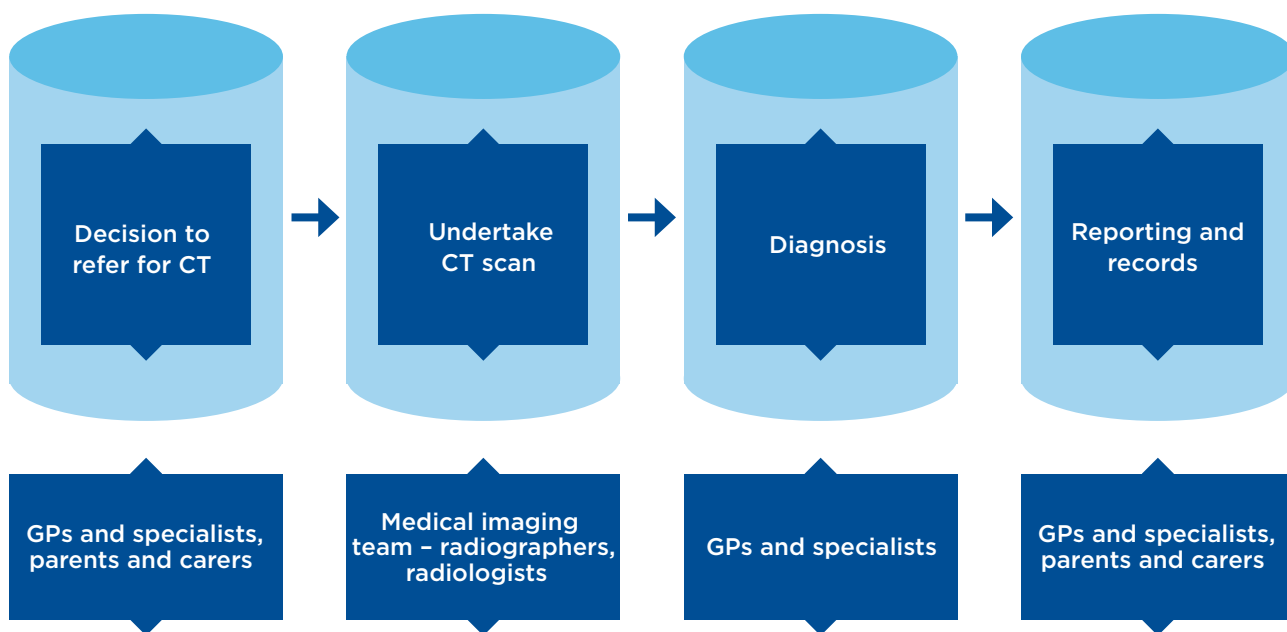 Decision to
refer for CT
Undertake
CT scan
Diagnosis
Reporting and
records
GPs and specialists,
parents and carers
Medical imaging
team – radiographers,
radiologists
GPs and specialists
GPs and specialists,
parents and carers